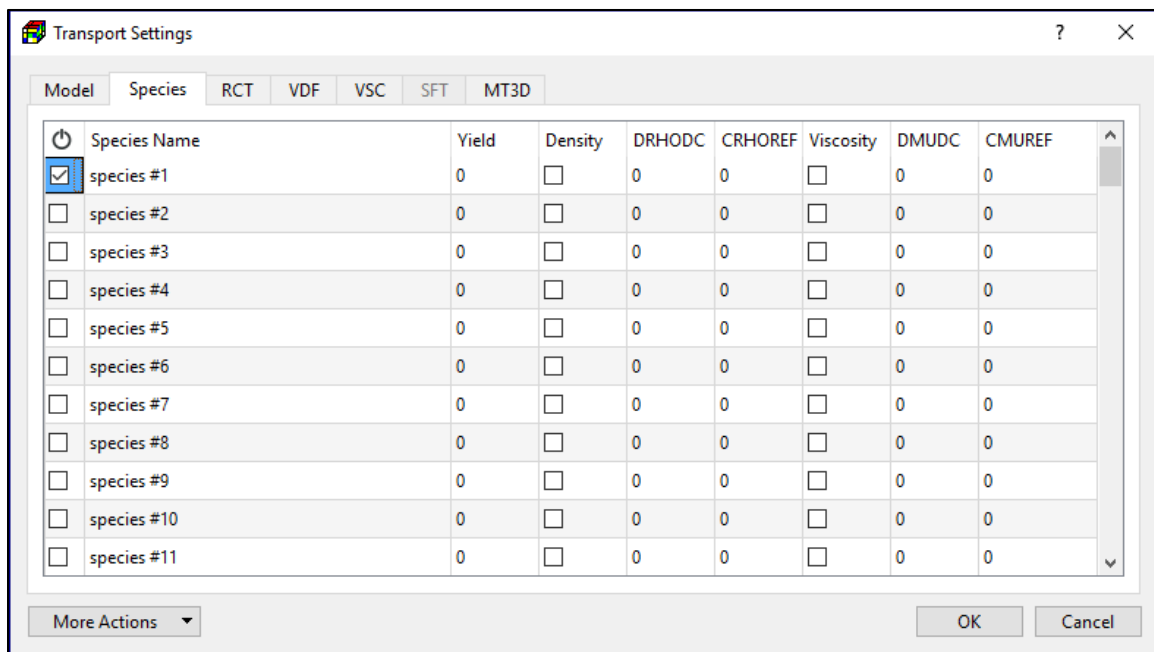 Transport Settings ?
Model Species RCT VDF VSC SFT MT3D
Species Name Yield Density DRHODC CRHOREF Viscosity DMUDC CMUREF
species #1 0 0 0 0 0
species #2 0 0 0 0 0
species #3 0 0 0 0 0
species #4 0 0 0 0 0
species #5 0 0 0 0 0
species #6 0 0 0 0 0
species #7 0 0 0 0 0
species #8 0 0 0 0 0
species #9 0 0 0 0 0
species #10 0 0 0 0 0
species #11 0 0 0 0 0
More Actions OK Cancel